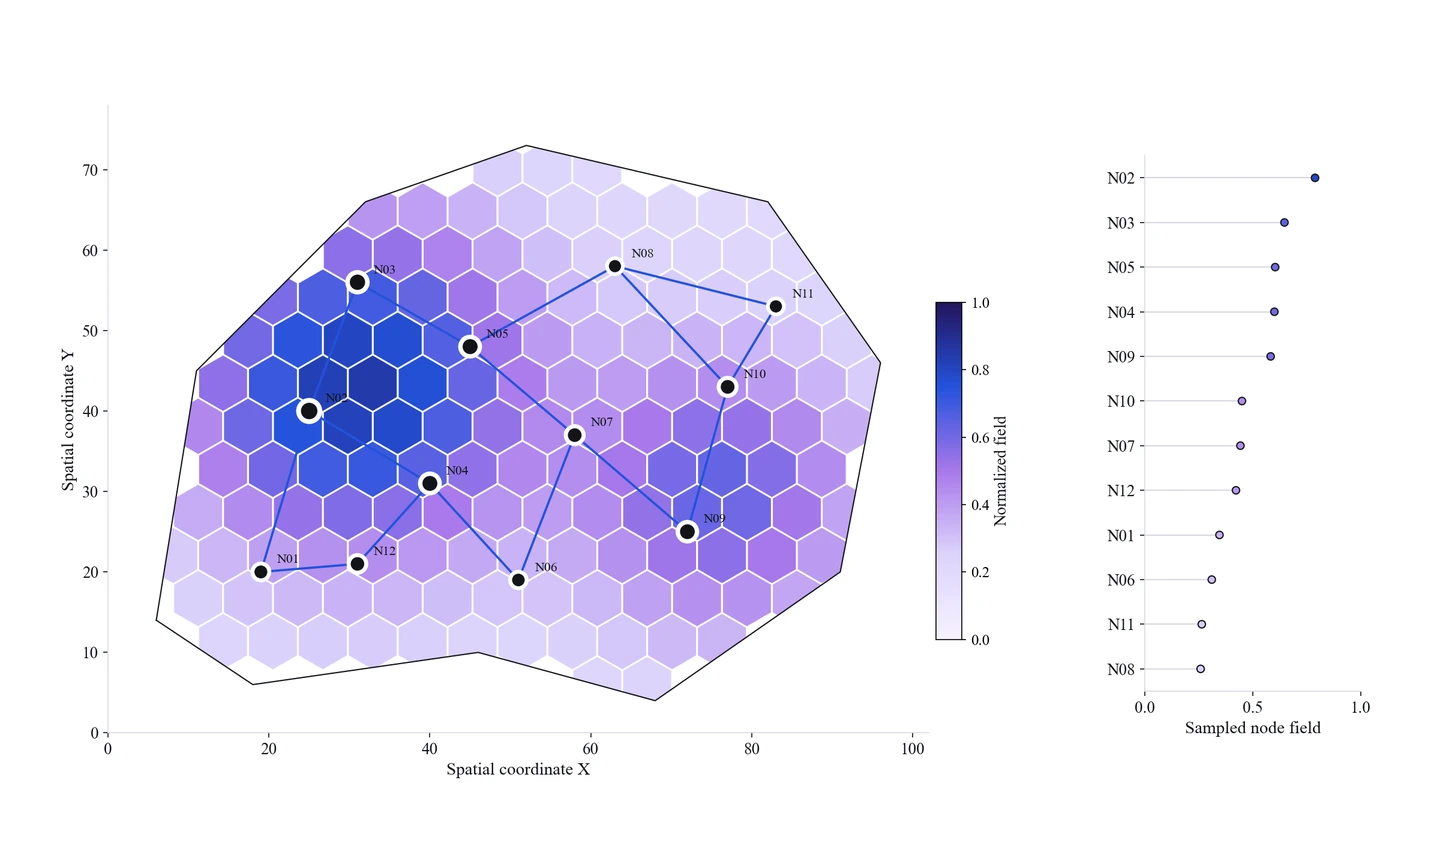 70
60
50
40
30
20
10
0
Spatial coordinate Y
0
20
40
60
80
100
Spatial coordinate X
N08
N03
N11
N05
N10
N02
N07
N04
N09
N01
N12
N06
1.0
0.8
0.6
0.4
0.2
0.0
Normalized field
N02
N03
N05
N04
N09
N10
N07
N12
N01
N06
N11
N08
0.0
0.5
1.0
Sampled node field